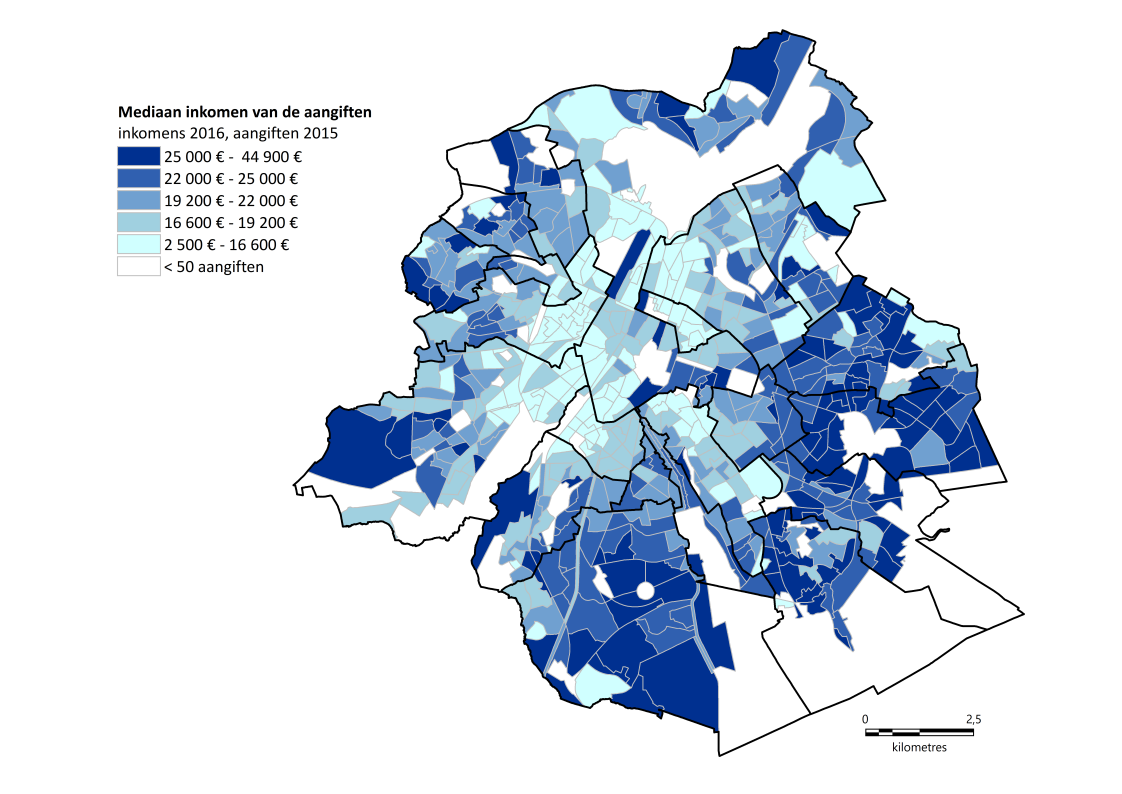 Mediaan inkomen van de aangiften
inkomens 2016, aangiften 2015
25 000 € - 44 900 €
22 000 € - 25 000 €
19 200 € - 22 000 €
16 600 € - 19 200 €
2 500 € - 16 600 €
< 50 aangiften
0 2,5
kilometres